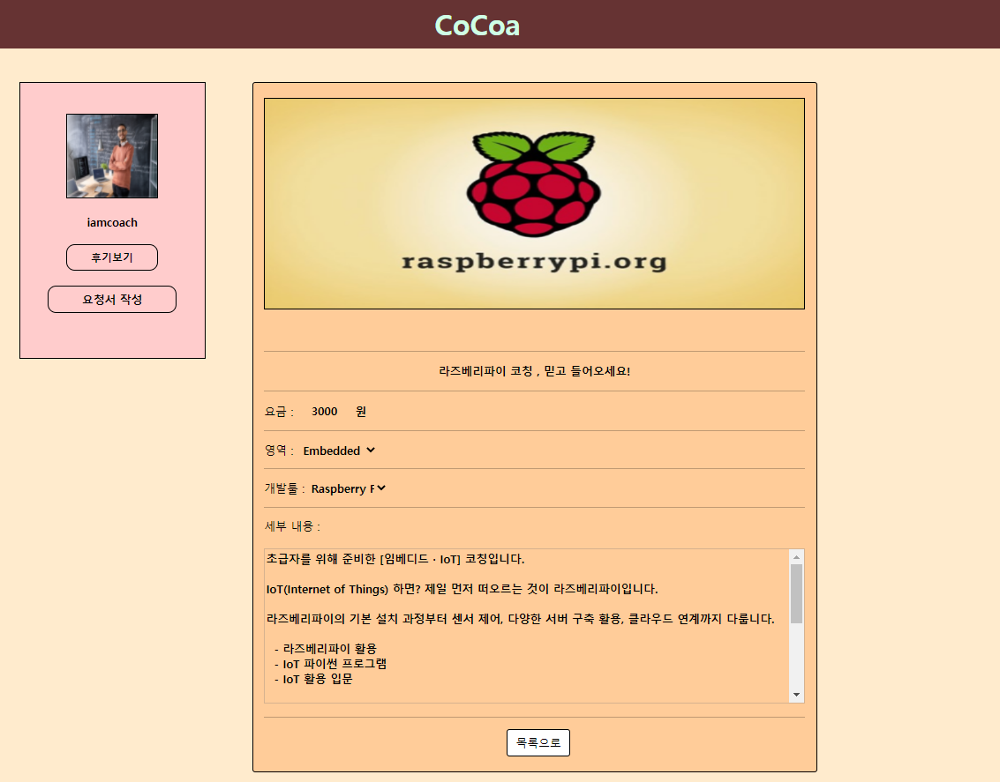 CoCoa
iamcoach
후기보기
요청서 작성
raspberrypi.org
라즈베리파이 코칭 , 믿고 들어오세요!
요금 : 3000 원
영역 : Embedded
개발툴 : Raspberry P
세부 내용 :
초급자를 위해 준비한 [임베디드 · IoT] 코칭입니다.
IoT(Internet of Things) 하면? 제일 먼저 떠오르는 것이 라즈베리파이입니다.
라즈베리파이의 기본 설치 과정부터 센서 제어, 다양한 서버 구축 활용, 클라우드 연계까지 다룹니다.
- 라즈베리파이 활용
- IoT 파이썬 프로그램
- IoT 활용 입문
목록으로